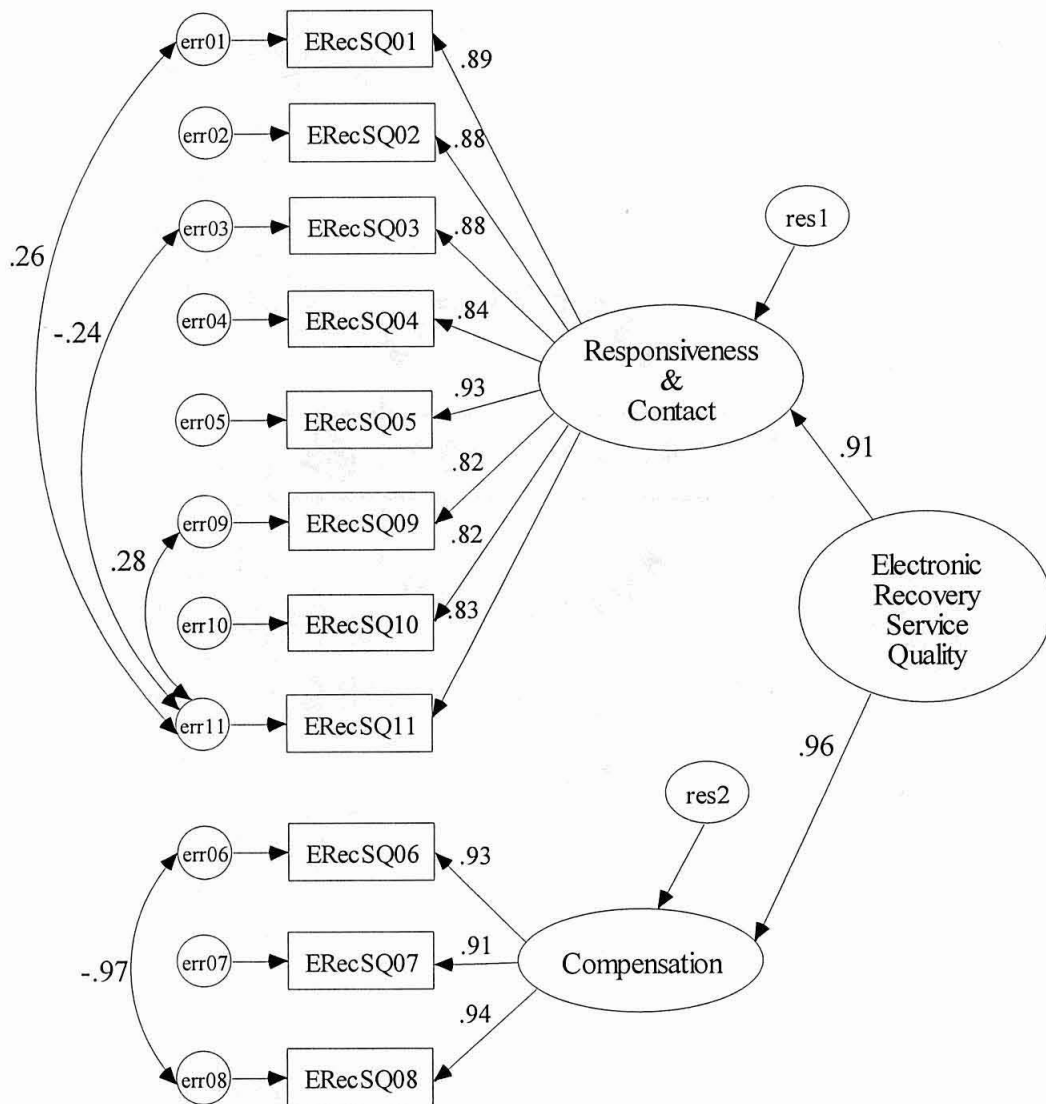 err01
ERecSQ01
.89
err02
ERecSQ02
.88
err03
ERecSQ03
.88
res1
.26
-.24
err04
ERecSQ04
.84
Responsiveness
&
Contact
.93
err05
ERecSQ05
.91
.82
err09
ERecSQ09
.82
.28
Electronic
Recovery
Service
Quality
err10
ERecSQ10
.83
err11
ERecSQ11
.96
res2
err06
ERecSQ06
.93
-.97
err07
ERecSQ07
.91
Compensation
.94
err08
ERecSQ08